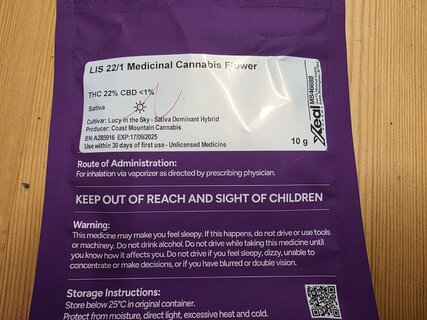 LIS 22/1 Medicinal Cannabis Flower
THC 22% CBD <1%
Sativa
Cultivar: Lucy in the Sky - Sativa Dominant Hybrid
Producer: Coast Mountain Cannabis
BN:A285916 EXP:17/09/2025
Use within 30 days of first use - Unlicensed Medicine
10 g
Xeal
MS46688
Route of Administration:
For inhalation via vaporizer as directed by prescribing physician.
KEEP OUT OF REACH AND SIGHT OF CHILDREN
Warning:
This medicine may make you feel sleepy. If this happens, do not drive or use tools
or machinery. Do not drink alcohol. Do not drive while taking this medicine until
you know how it affects you. Do not drive if you feel sleepy, dizzy, unable to
concentrate or make decisions, or if you have blurred or double vision.
Storage Instructions:
Store below 25°C in original container.
Protect from moisture, direct light, excessive heat and cold.